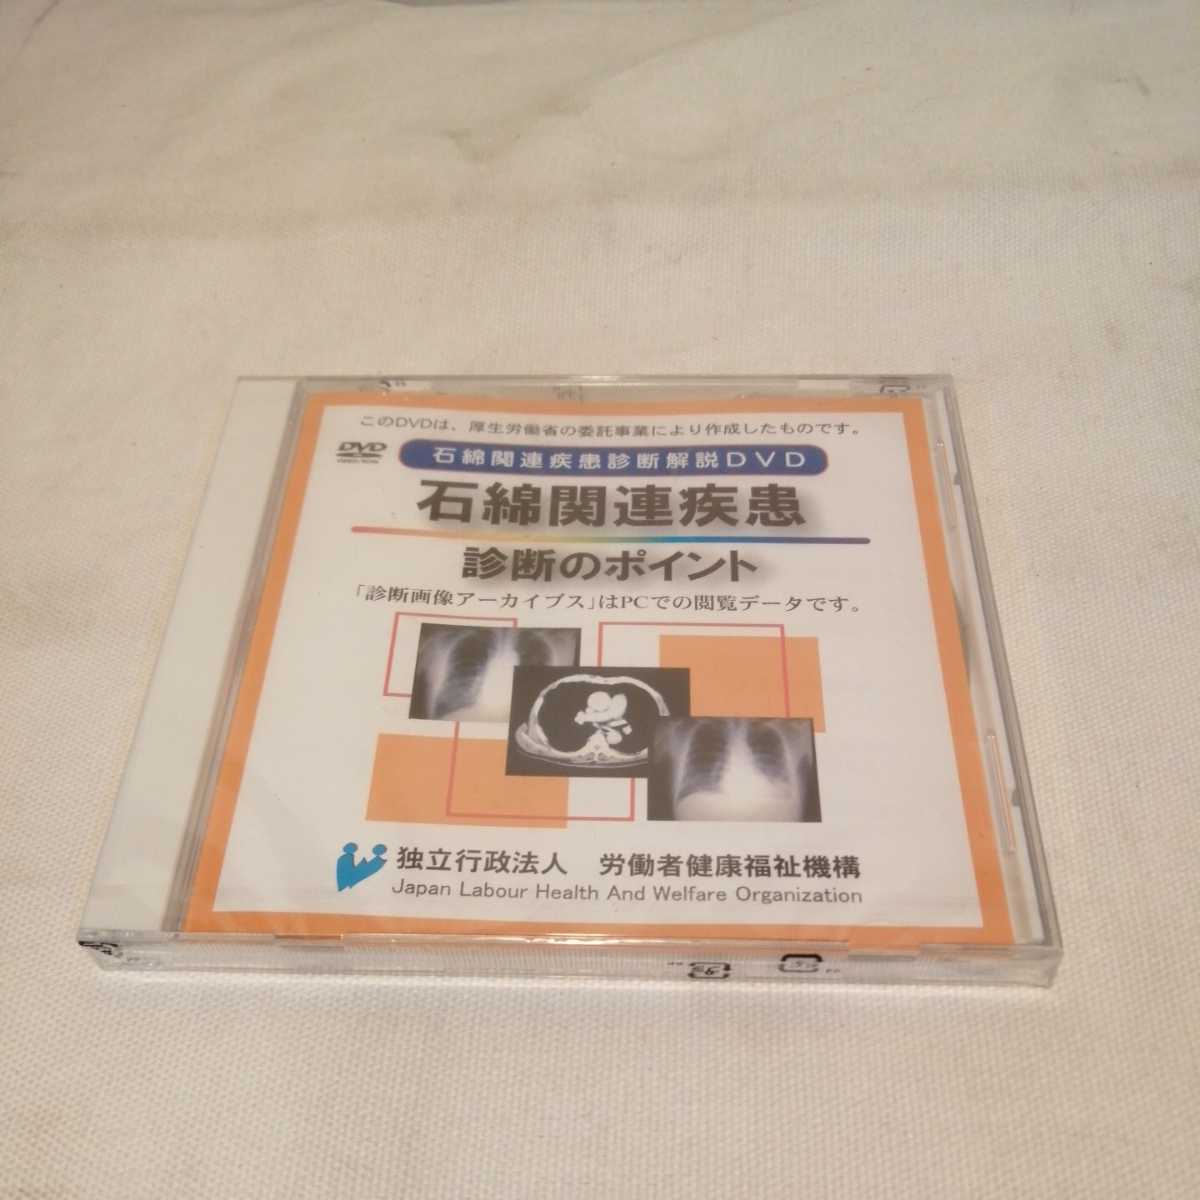 このDVDは、厚生労働省の委託事業により作成したものです。
DVD
石綿関連疾患診断解説DVD
石綿関連疾患
診断のポイント
「診断画像アーカイブス」はPCでの閲覧データです。
独立行政法人 労働者健康福祉機構
Japan Labour Health And Welfare Organization